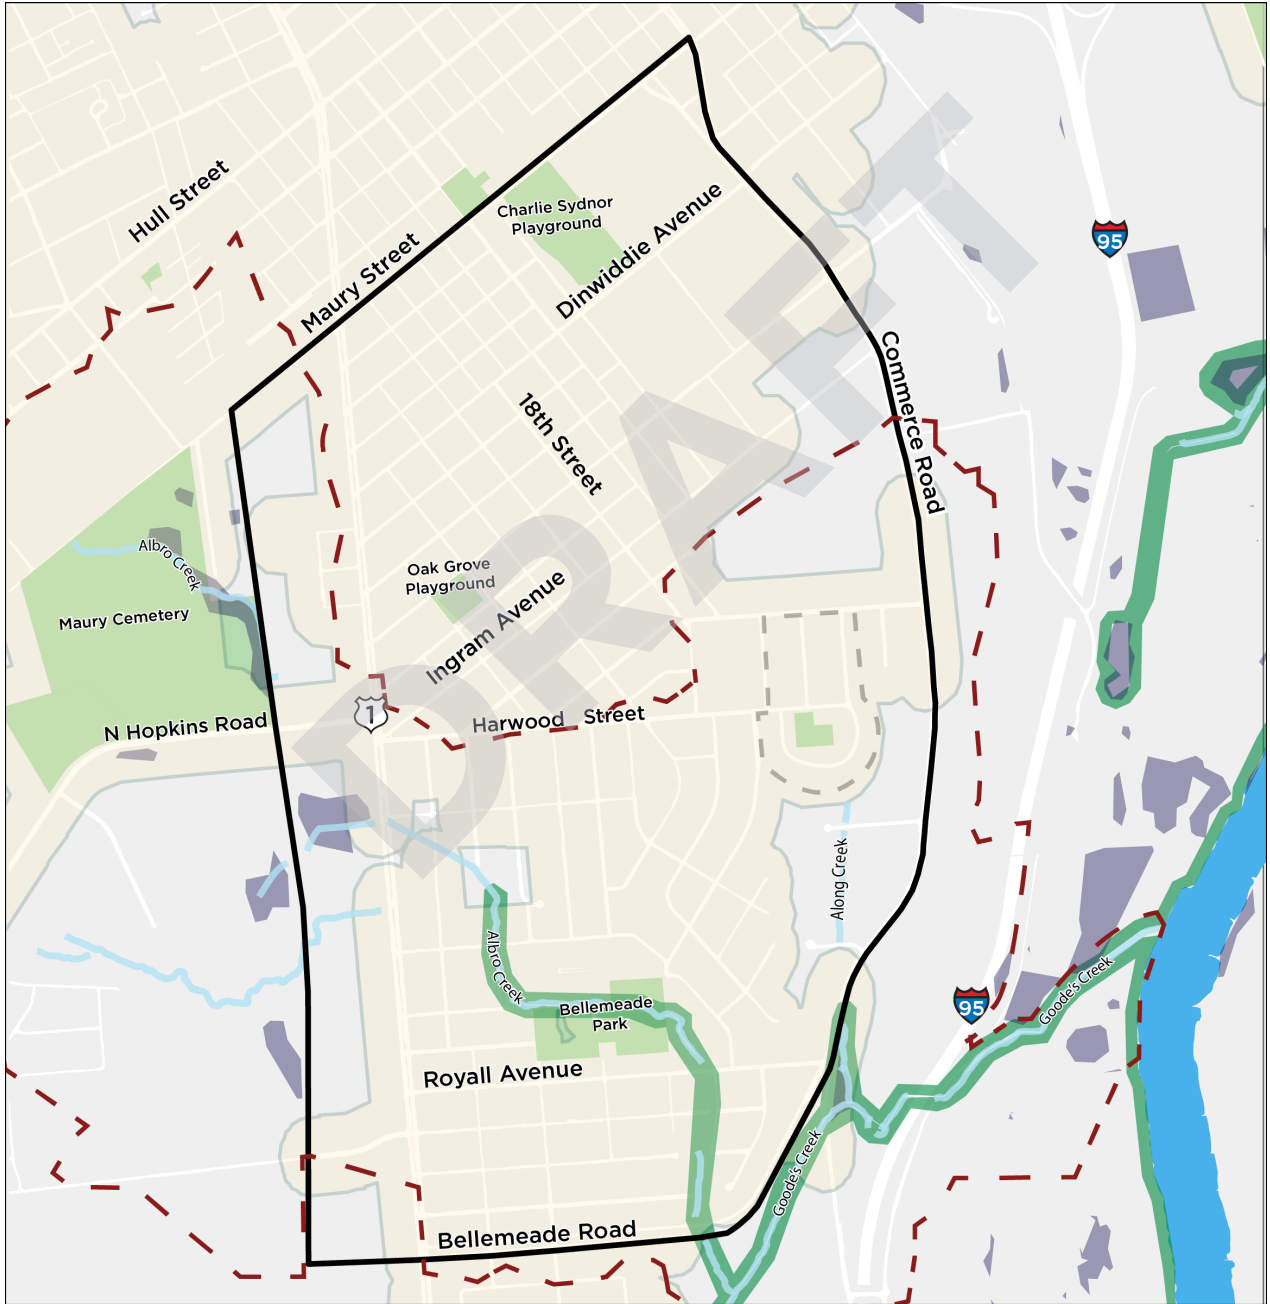 Hull Street
Charlie Sydnor
Playground
Dinwiddie Avenue
Maury Street
95
Commerce Road
18th Street
Albro Creek
Oak Grove
Playground
Maury Cemetery
Ingram Avenue
N Hopkins Road
1
Harwood Street
DRAFT
Along Creek
Albro Creek
Bellemeade
Park
95
Goode's Creek
Royall Avenue
Goode's Creek
Bellemeade Road